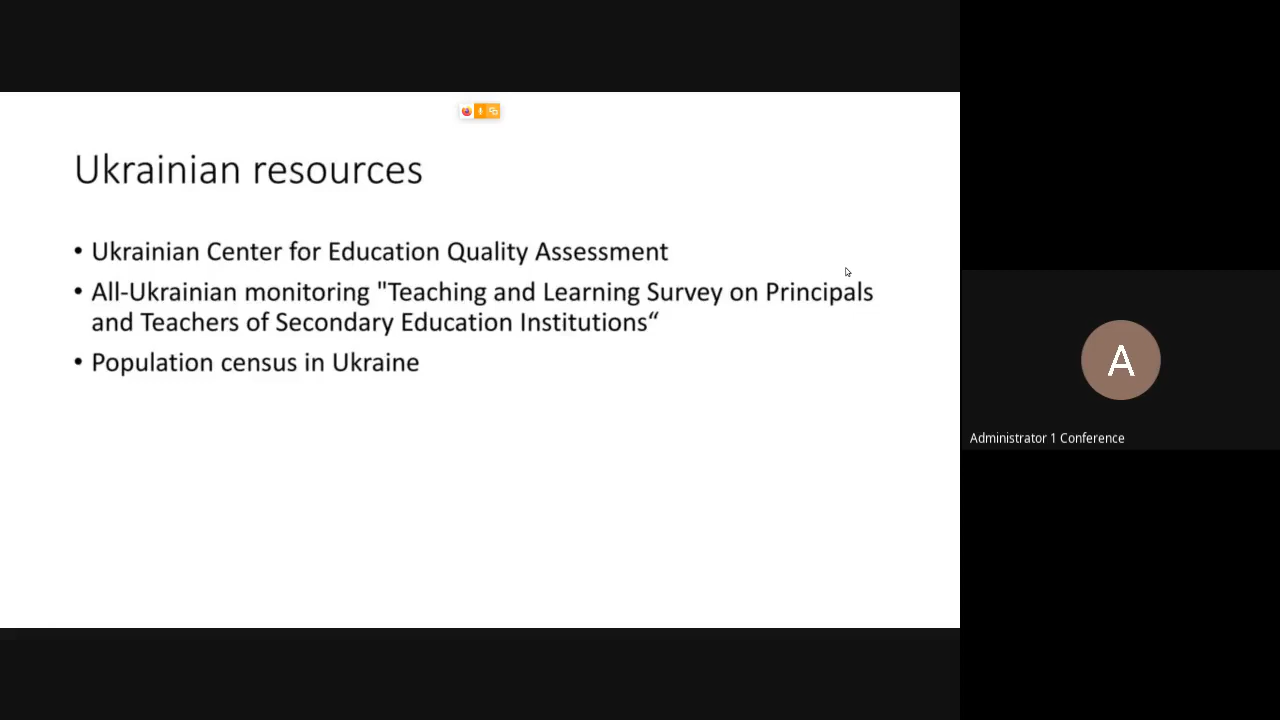 Ukrainian resources
• Ukrainian Center for Education Quality Assessment
• All-Ukrainian monitoring "Teaching and Learning Survey on Principals
and Teachers of Secondary Education Institutions“
• Population census in Ukraine
A
Administrator 1 Conference